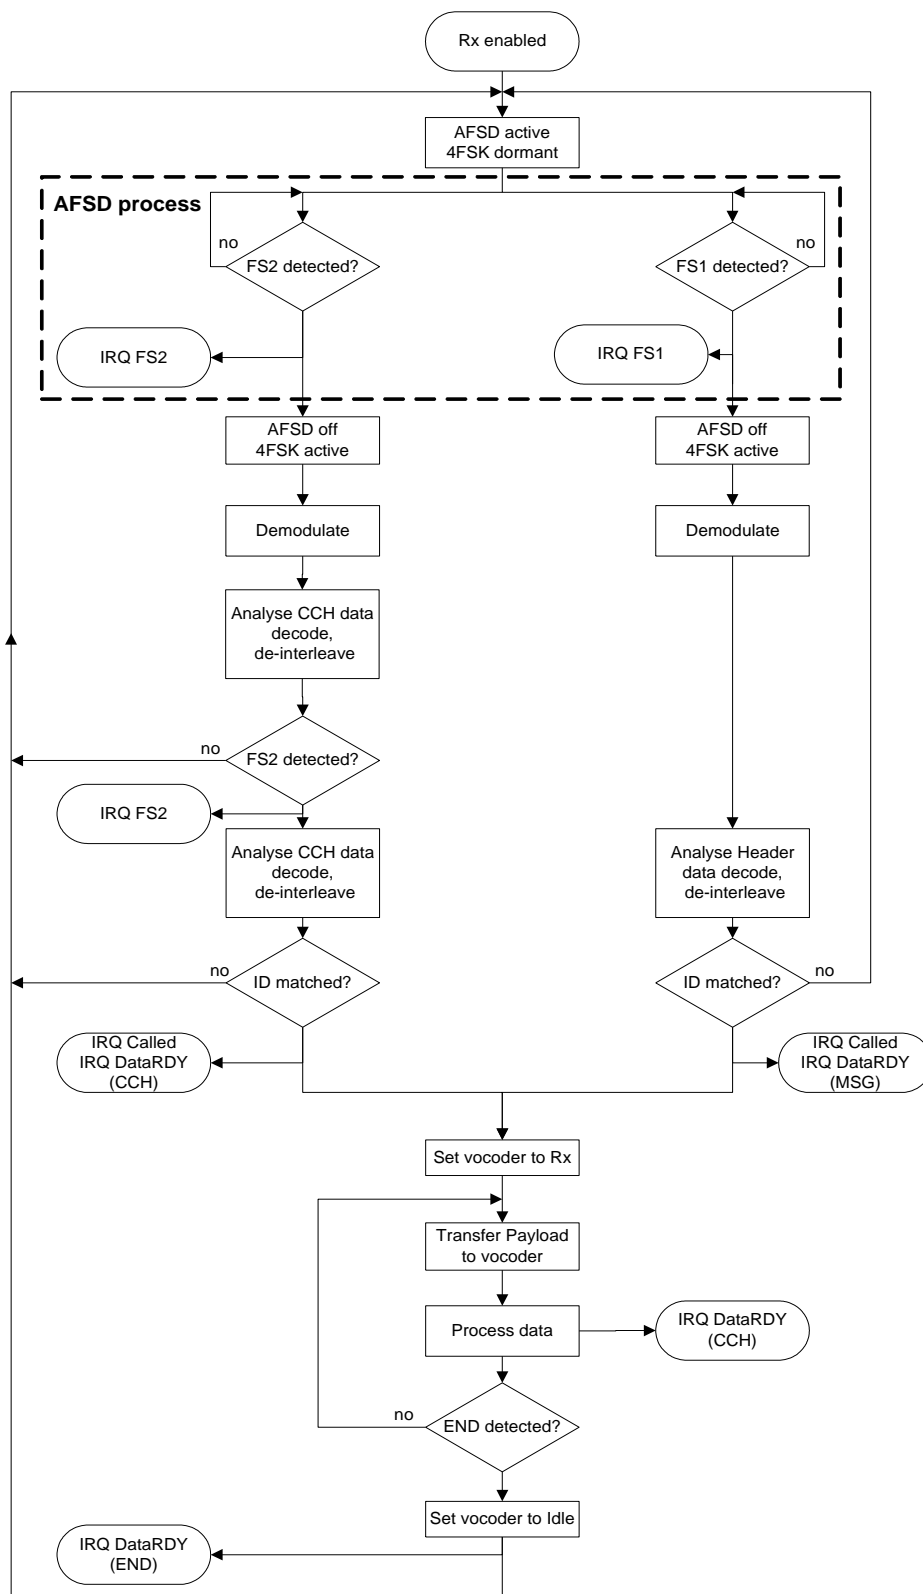 Rx enabled
AFSD active
4FSK dormant
AFSD process
no
FS2 detected?
FS1 detected?
no
IRQ FS2
IRQ FS1
AFSD off
4FSK active
AFSD off
4FSK active
Demodulate
Demodulate
Analyse CCH data
decode,
de-interleave
no
FS2 detected?
IRQ FS2
Analyse CCH data
decode,
de-interleave
Analyse Header
data decode,
de-interleave
no
ID matched?
ID matched?
no
IRQ Called
IRQ DataRDY
(CCH)
IRQ Called
IRQ DataRDY
(MSG)
Set vocoder to Rx
Transfer Payload
to vocoder
Process data
IRQ DataRDY
(CCH)
no
END detected?
Set vocoder to Idle
IRQ DataRDY
(END)